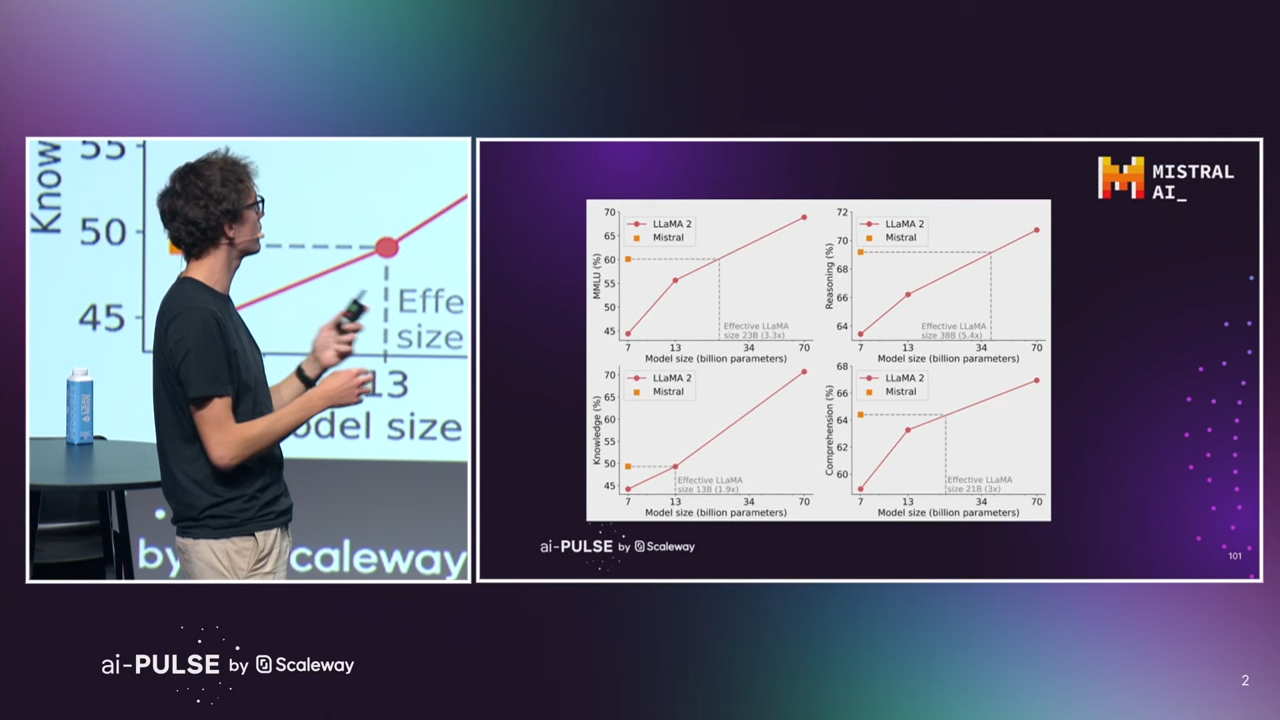 Know
55
50
45
Effe
size
13
odel size
by
caleway
MISTRAL
AI_
70
65
60
55
50
45
MMLU (%)
LLaMA 2
Mistral
Effective LLaMA
size 23B (3.3x)
7
13
34
70
Model size (billion parameters)
72
70
68
66
64
Reasoning (%)
LLaMA 2
Mistral
Effective LLaMA
size 38B (5.4x)
7
13
34
70
Model size (billion parameters)
70
65
60
55
50
45
Knowledge (%)
LLaMA 2
Mistral
Effective LLaMA
size 13B (1.9x)
7
13
34
70
Model size (billion parameters)
68
66
64
62
60
Comprehension (%)
LLaMA 2
Mistral
Effective LLaMA
size 21B (3x)
7
13
34
70
Model size (billion parameters)
ai-PULSE by Scaleway
101
ai-PULSE by Scaleway
2